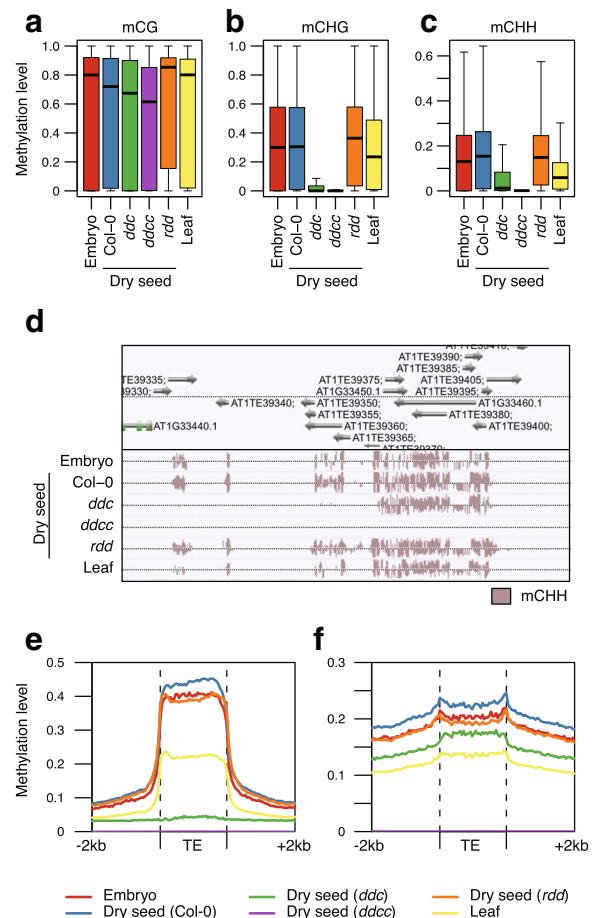 a
b
c
mCG
mCHG
mCHH
Methylation level
1.0
0.8
0.6
0.4
0.2
0
1.0
0.8
0.6
0.4
0.2
0
0.6
0.4
0.2
0
Embryo
Col-0
ddc
ddcc
rdd
Leaf
Embryo
Col-0
ddc
ddcc
rdd
Leaf
Embryo
Col-0
ddc
ddcc
rdd
Leaf
Dry seed
Dry seed
Dry seed
d
AT1TE39390;
AT1TE39385;
TE39335; AT1TE39375; AT1TE39405;
39330; AT1G33450.1 AT1TE39395;
AT1TE39340; AT1TE39350; AT1G33460.1
AT1TE39355; AT1TE39380;
AT1G33440.1 AT1TE39360; AT1TE39400;
AT1TE39365;
AT1TE39370;
Dry seed
Embryo
Col-0
ddc
ddcc
rdd
Leaf
mCHH
e
f
Methylation level
0.5
0.4
0.3
0.2
0.1
0
-2kb TE +2kb
0.3
0.2
0.1
0
-2kb TE +2kb
Embryo
Dry seed (Col-0)
Dry seed (ddc)
Dry seed (ddcc)
Dry seed (rdd)
Leaf